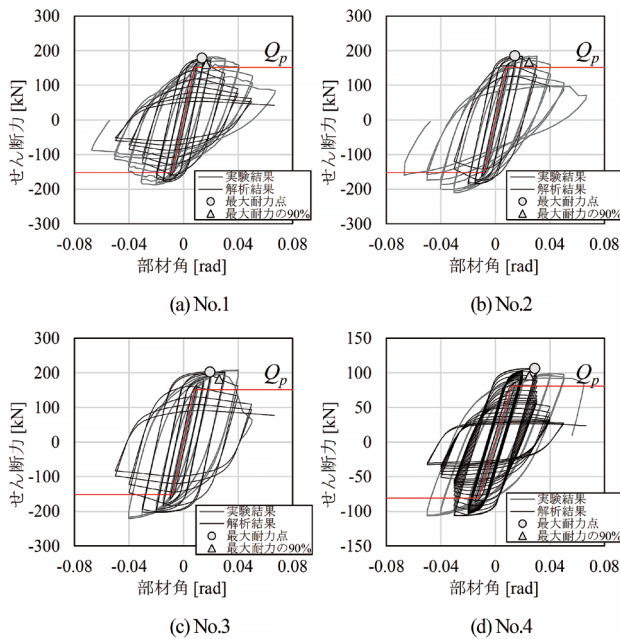 300
200
100
0
-100
-200
-300
-0.08
-0.04
0
0.04
0.08
せん断力 [kN]
部材角 [rad]
Qp
実験結果
解析結果
最大耐力点
最大耐力の90%
(a) No.1
300
200
100
0
-100
-200
-300
-0.08
-0.04
0
0.04
0.08
せん断力 [kN]
部材角 [rad]
Qp
実験結果
解析結果
最大耐力点
最大耐力の90%
(b) No.2
300
200
100
0
-100
-200
-300
-0.08
-0.04
0
0.04
0.08
せん断力 [kN]
部材角 [rad]
Qp
実験結果
解析結果
最大耐力点
最大耐力の90%
(c) No.3
150
100
50
0
-50
-100
-150
-0.08
-0.04
0
0.04
0.08
せん断力 [kN]
部材角 [rad]
Qp
実験結果
解析結果
最大耐力点
最大耐力の90%
(d) No.4